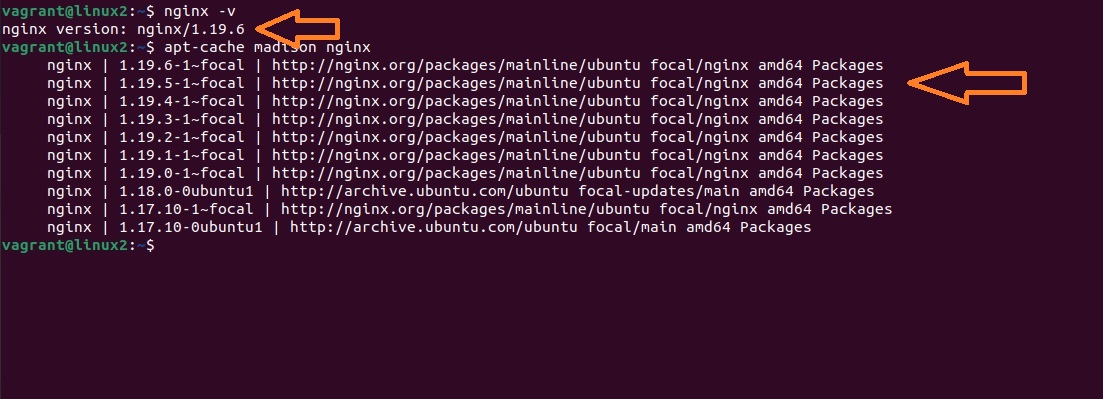 vagrant@linux2:~$ nginx -v
nginx version: nginx/1.19.6
vagrant@linux2:~$ apt-cache madison nginx
     nginx | 1.19.6-1~focal | http://nginx.org/packages/mainline/ubuntu focal/nginx amd64 Packages
     nginx | 1.19.5-1~focal | http://nginx.org/packages/mainline/ubuntu focal/nginx amd64 Packages
     nginx | 1.19.4-1~focal | http://nginx.org/packages/mainline/ubuntu focal/nginx amd64 Packages
     nginx | 1.19.3-1~focal | http://nginx.org/packages/mainline/ubuntu focal/nginx amd64 Packages
     nginx | 1.19.2-1~focal | http://nginx.org/packages/mainline/ubuntu focal/nginx amd64 Packages
     nginx | 1.19.1-1~focal | http://nginx.org/packages/mainline/ubuntu focal/nginx amd64 Packages
     nginx | 1.19.0-1~focal | http://nginx.org/packages/mainline/ubuntu focal/nginx amd64 Packages
     nginx | 1.18.0-0ubuntu1 | http://archive.ubuntu.com/ubuntu focal-updates/main amd64 Packages
     nginx | 1.17.10-1~focal | http://nginx.org/packages/mainline/ubuntu focal/nginx amd64 Packages
     nginx | 1.17.10-0ubuntu1 | http://archive.ubuntu.com/ubuntu focal/main amd64 Packages
vagrant@linux2:~$